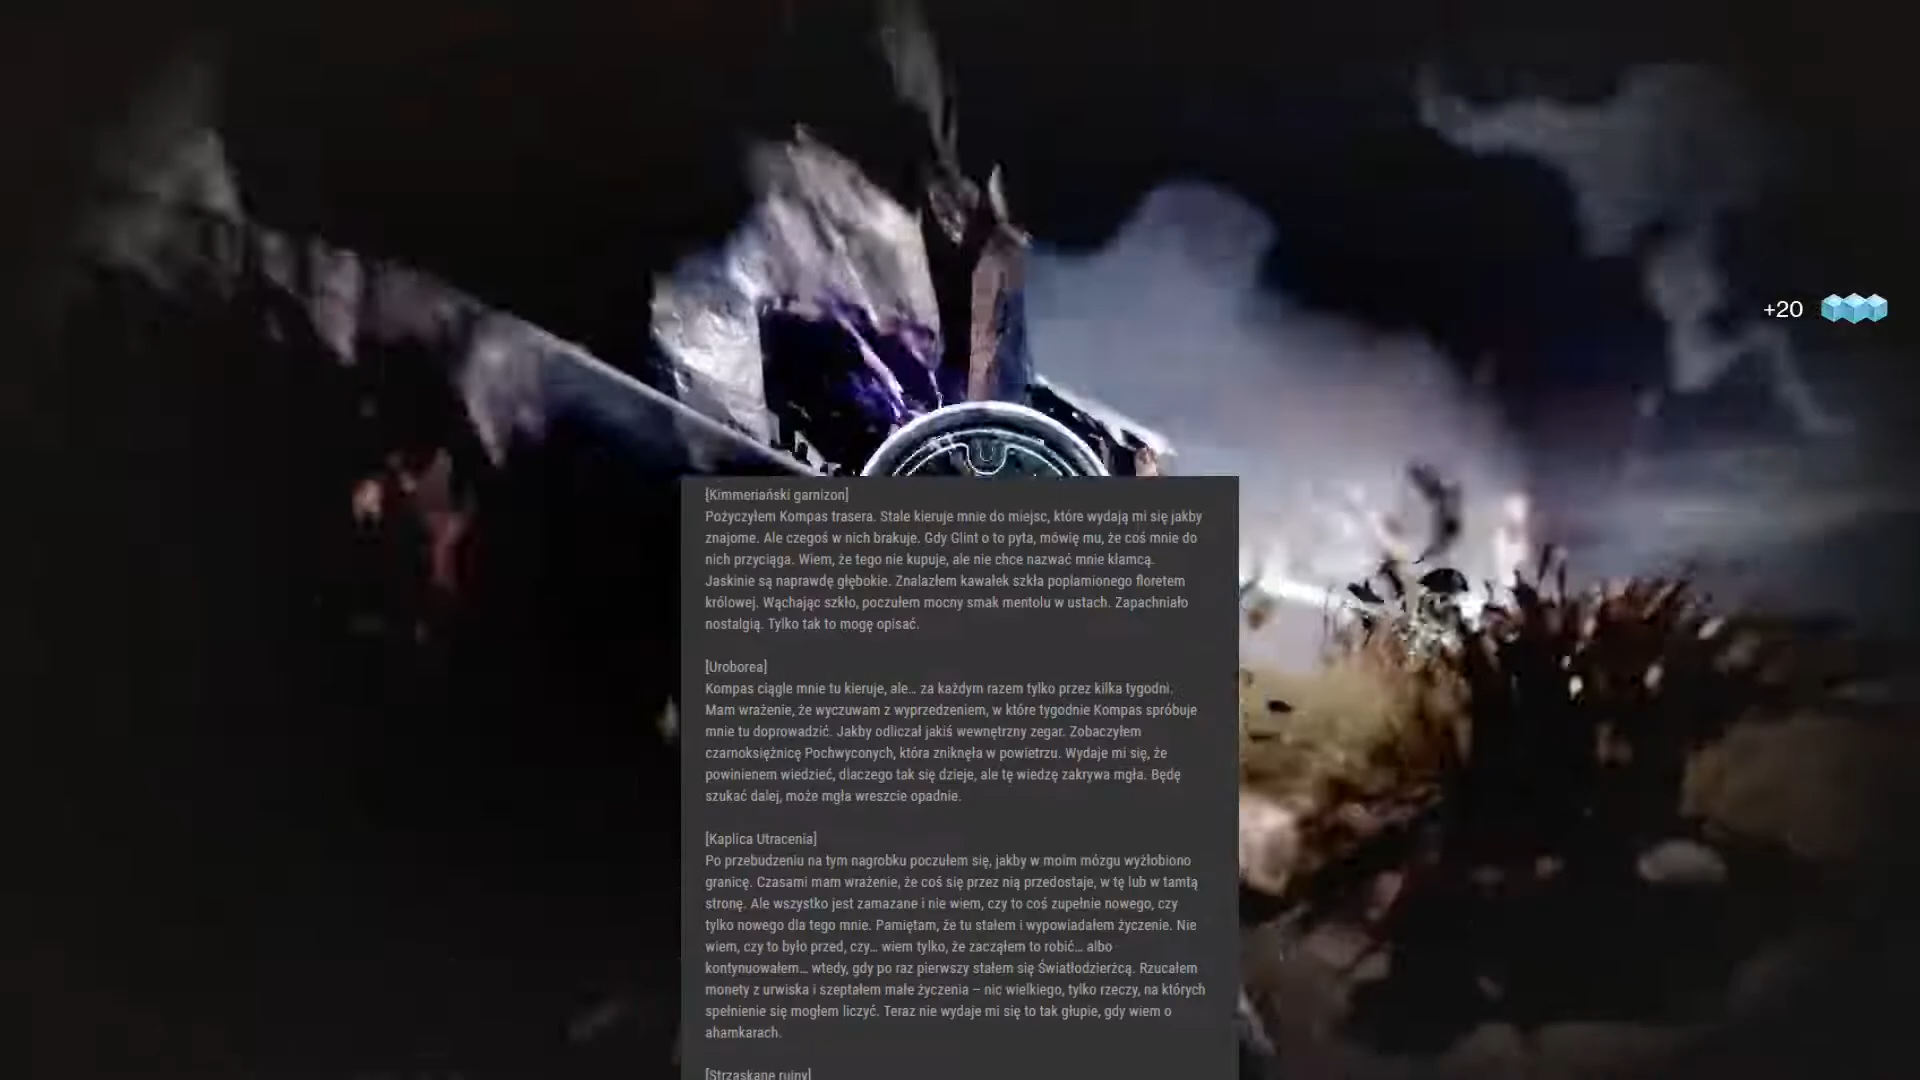 +20
[Kimmeriański garnizon]
Pożyczyłem Kompas trasera. Stale kieruje mnie do miejsc, które wydają mi się jakby
znajome. Ale czegoś w nich brakuje. Gdy Glint o to pyta, mówię mu, że coś mnie do
nich przyciąga. Wiem, że tego nie kupuje, ale nie chce nazwać mnie kłamcą.
Jaskinie są naprawdę głębokie. Znalazłem kawałek szkła poplamionego floretem
królowej. Wąchając szkło, poczułem mocny smak mentolu w ustach. Zapachniało
nostalgią. Tylko tak to mogę opisać.
[Uroborea]
Kompas ciągle mnie tu kieruje, ale… za każdym razem tylko przez kilka tygodni.
Mam wrażenie, że wyczuwam z wyprzedzeniem, w które tygodnie Kompas spróbuje
mnie tu doprowadzić. Jakby odliczał jakiś wewnętrzny zegar. Zobaczyłem
czarnoksiężnicę Pochwyconych, która zniknęła w powietrzu. Wydaje mi się, że
powinienem wiedzieć, dlaczego tak się dzieje, ale tę wiedzę zakrywa mgła. Będę
szukać dalej, może mgła wreszcie opadnie.
[Kaplica Utracenia]
Po przebudzeniu na tym nagrobku poczułem się, jakby w moim mózgu wyżłobiono
granicę. Czasami mam wrażenie, że coś się przez nią przedostaje, w tę lub w tamtą
stronę. Ale wszystko jest zamazane i nie wiem, czy to coś zupełnie nowego, czy
tylko nowego dla tego mnie. Pamiętam, że tu stałem i wypowiadałem życzenie. Nie
wiem, czy to było przed, czy… wiem tylko, że zacząłem to robić… albo
kontynuowałem… wtedy, gdy po raz pierwszy stałem się Światłodzierżcą. Rzucałem
monety z urwiska i szeptałem małe życzenia – nic wielkiego, tylko rzeczy, na których
spełnienie się mogłem liczyć. Teraz nie wydaje mi się to tak głupie, gdy wiem o
ahamkarach.
[Strzaskane ruiny]